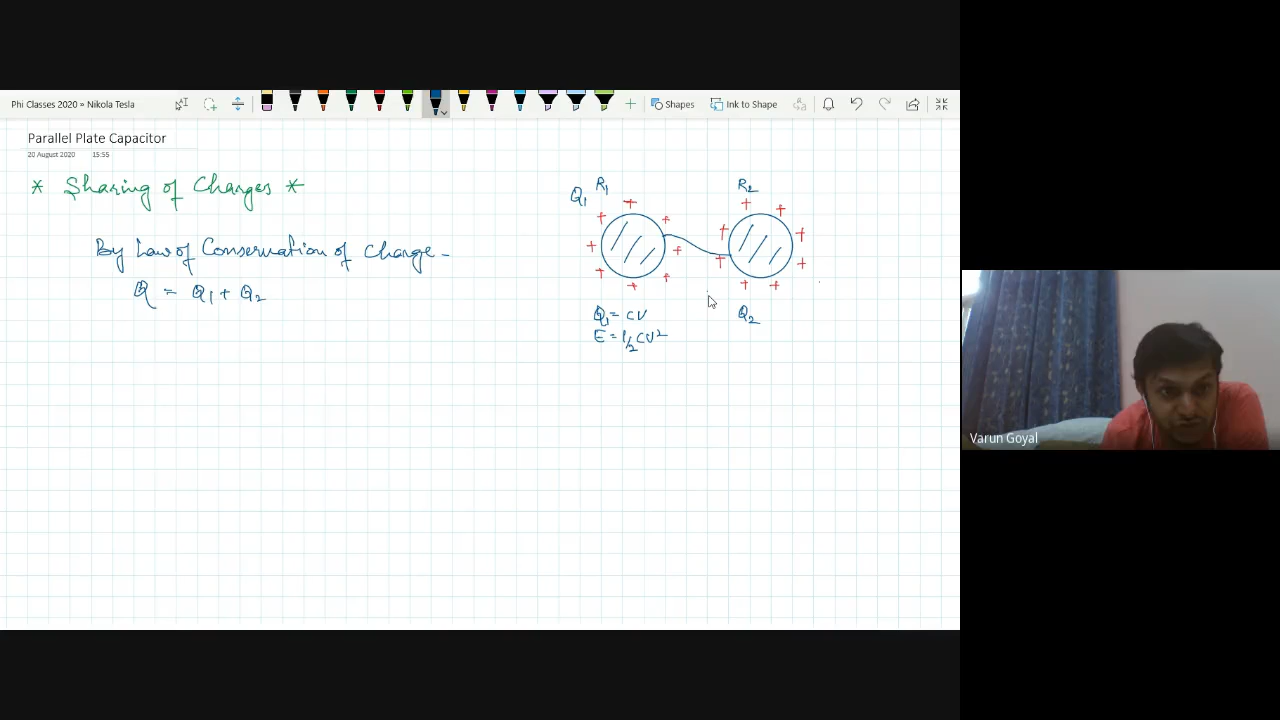 Phi Classes 2020 » Nikola Tesla
Shapes
Ink to Shape
Parallel Plate Capacitor
20 August 2020 15:55
* Sharing of Charges *
By Law of Conservation of Charge -
Q = Q₁ + Q₂
Q₁ R₁
R₂
Q₁ = CV
E = 1/2 CV²
Q₂
Varun Goyal